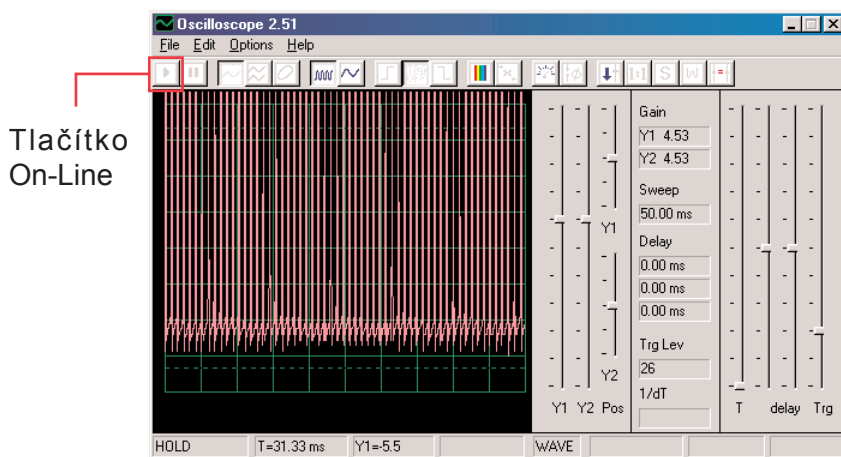 Oscilloscope 2.51
File Edit Options Help
1:1 S
Tlačítko
On-Line
Gain
Y1 4.53
Y2 4.53
Sweep
50.00 ms
Delay
0.00 ms
0.00 ms
0.00 ms
Trg Lev
26
1/dT
Y1
Y2
Y1 Y2 Pos
T delay Trg
HOLD T=31.33 ms Y1=-5.5 WAVE